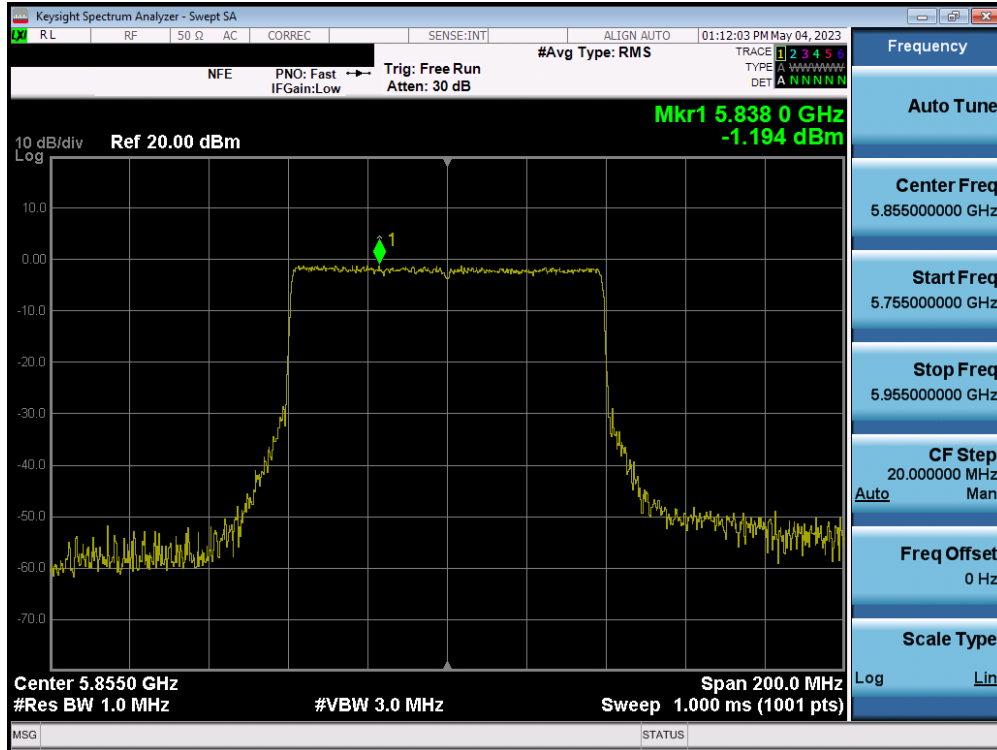 Keysight Spectrum Analyzer - Swept SA
LXI RL RF 50 Ω AC CORREC SENSE:INT ALIGN AUTO 01:12:03 PM May 04, 2023
NFE PNO: Fast Trig: Free Run #Avg Type: RMS TRACE 1 2 3 4 5 6
IFGain:Low Atten: 30 dB TYPE A WWWWW
DET A N N N N N
Mkr1 5.838 0 GHz
-1.194 dBm
10 dB/div Ref 20.00 dBm
Log
10.0
1
0.00
-10.0
-20.0
-30.0
-40.0
-50.0
-60.0
-70.0
Center 5.8550 GHz Span 200.0 MHz
#Res BW 1.0 MHz #VBW 3.0 MHz Sweep 1.000 ms (1001 pts)
MSG STATUS
Frequency
Auto Tune
Center Freq
5.855000000 GHz
Start Freq
5.755000000 GHz
Stop Freq
5.955000000 GHz
CF Step
20.000000 MHz
Auto Man
Freq Offset
0 Hz
Scale Type
Log Lin